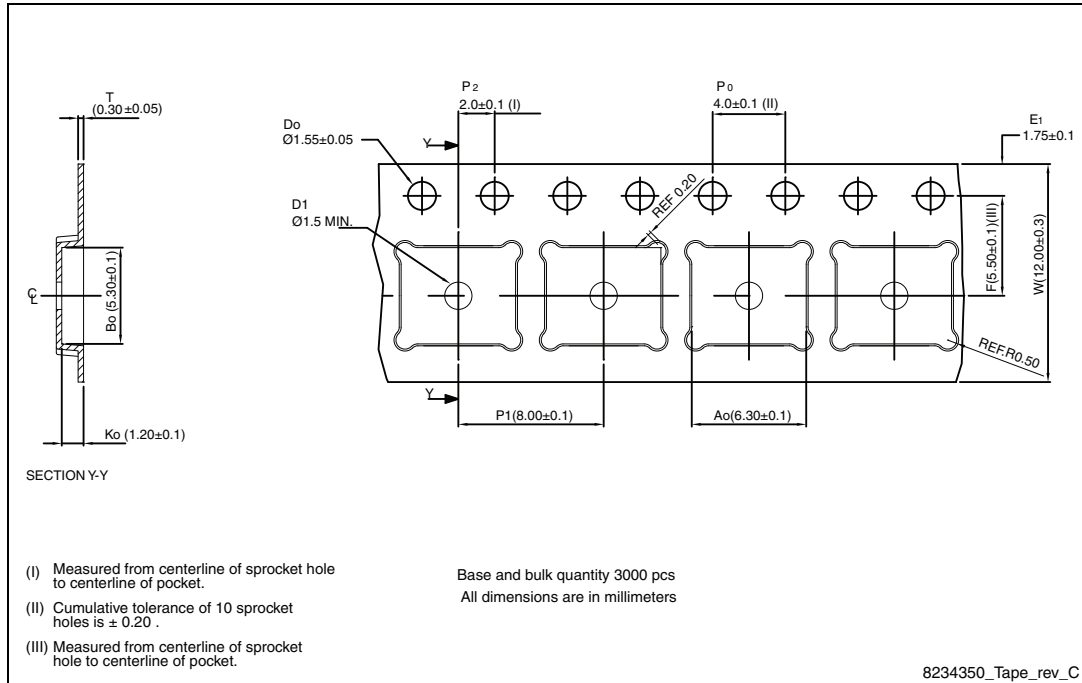 T
(0.30±0.05)
P2
2.0±0.1 (I)
P0
4.0±0.1 (II)
E1
1.75±0.1
Do
Ø1.55±0.05
Y
D1
Ø1.5 MIN.
REF 0.20
F(5.50±0.1)(III)
W(12.00±0.3)
℄
Bo (5.30±0.1)
REF.R0.50
Y
P1(8.00±0.1)
Ao(6.30±0.1)
Ko (1.20±0.1)
SECTION Y-Y
(I) Measured from centerline of sprocket hole
to centerline of pocket.
(II) Cumulative tolerance of 10 sprocket
holes is ± 0.20 .
(III) Measured from centerline of sprocket
hole to centerline of pocket.
Base and bulk quantity 3000 pcs
All dimensions are in millimeters
8234350_Tape_rev_C